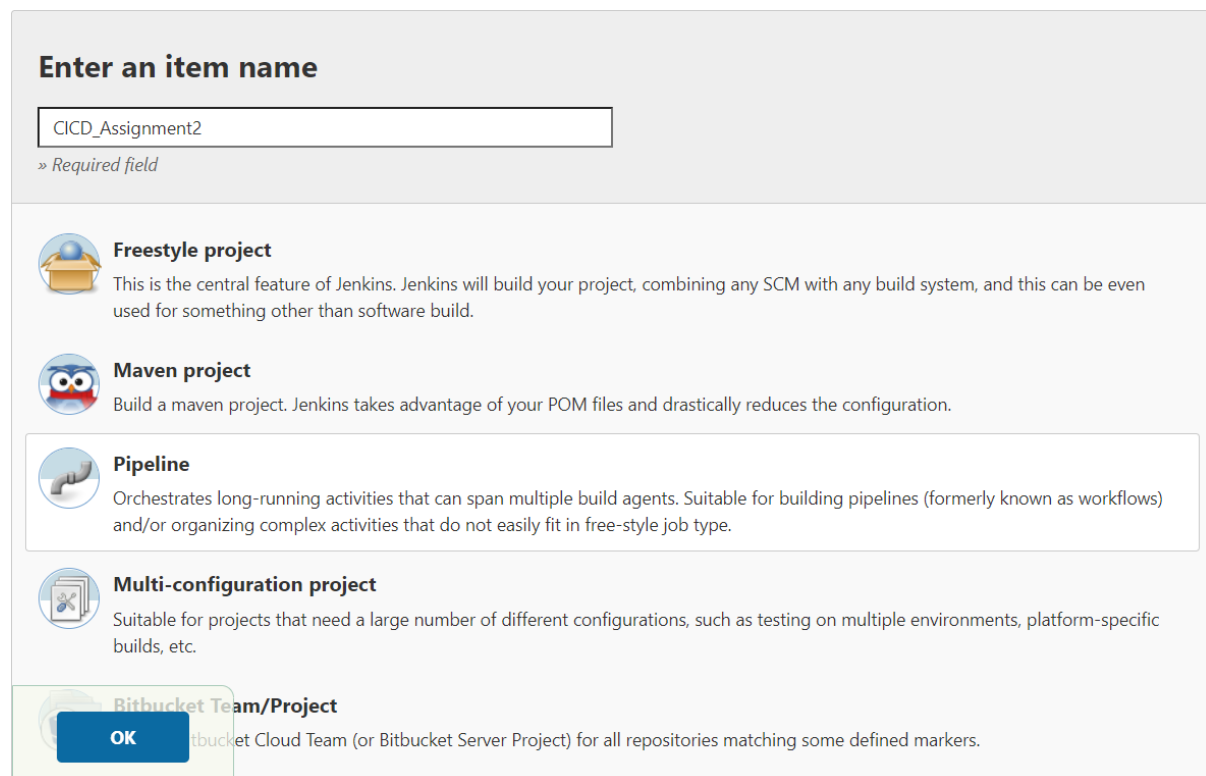 Enter an item name
CICD_Assignment2
» Required field
Freestyle project
This is the central feature of Jenkins. Jenkins will build your project, combining any SCM with any build system, and this can be even
used for something other than software build.
Maven project
Build a maven project. Jenkins takes advantage of your POM files and drastically reduces the configuration.
Pipeline
Orchestrates long-running activities that can span multiple build agents. Suitable for building pipelines (formerly known as workflows)
and/or organizing complex activities that do not easily fit in free-style job type.
Multi-configuration project
Suitable for projects that need a large number of different configurations, such as testing on multiple environments, platform-specific
builds, etc.
Bitbucket Team/Project
OK
tbucket Cloud Team (or Bitbucket Server Project) for all repositories matching some defined markers.